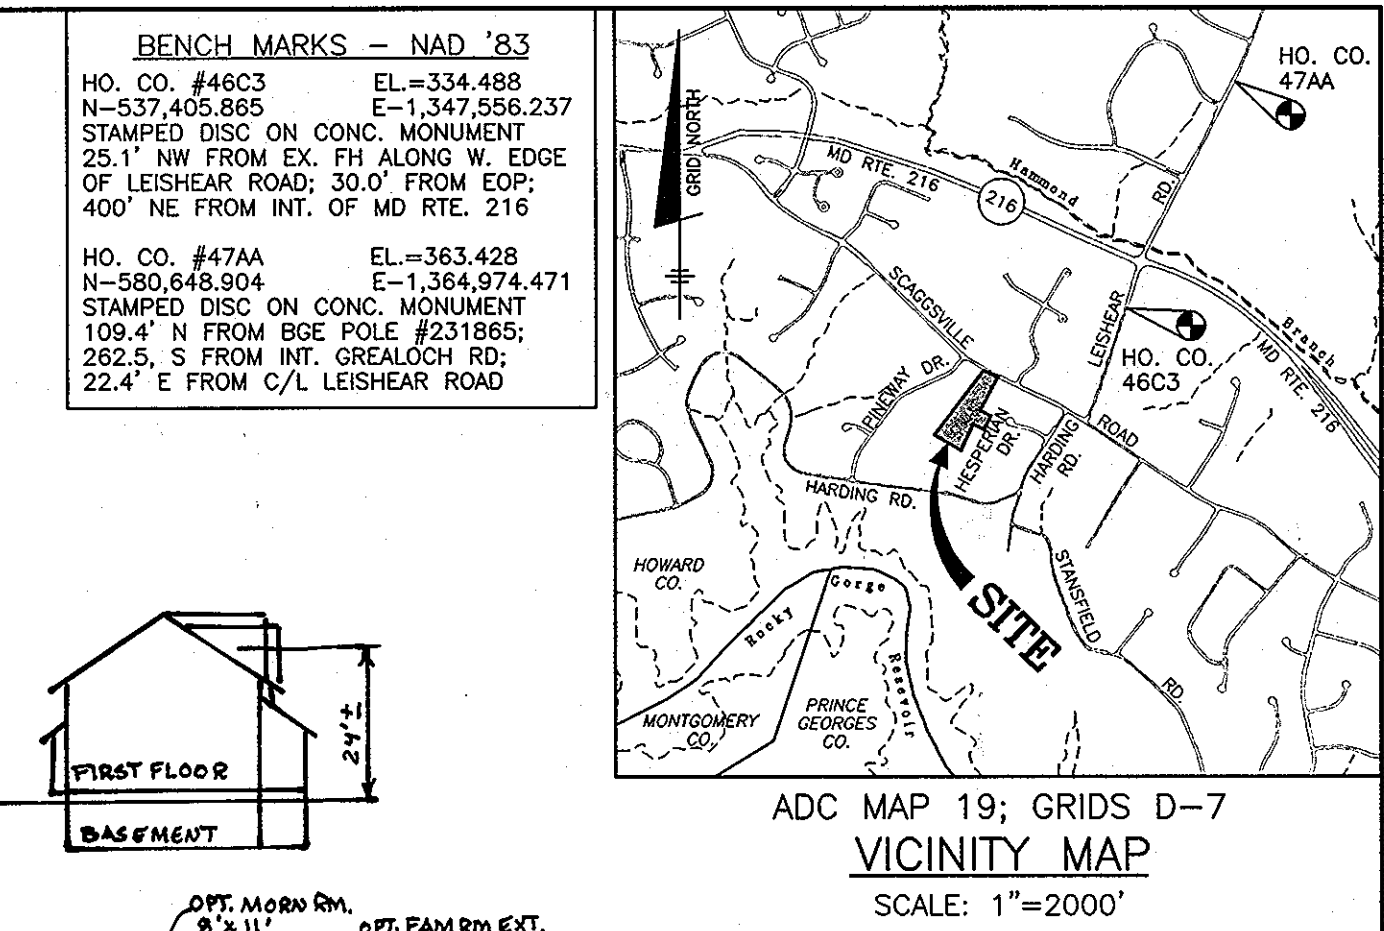 BENCH MARKS – NAD '83
HO. CO. #46C3 EL.=334.488
N–537,405.865 E–1,347,556.237
STAMPED DISC ON CONC. MONUMENT
25.1' NW FROM EX. FH ALONG W. EDGE
OF LEISHEAR ROAD; 30.0' FROM EOP;
400' NE FROM INT. OF MD RTE. 216
HO. CO. #47AA EL.=363.428
N–580,648.904 E–1,364,974.471
STAMPED DISC ON CONC. MONUMENT
109.4' N FROM BGE POLE #231865;
262.5, S FROM INT. GREALOCH RD;
22.4' E FROM C/L LEISHEAR ROAD
GRID NORTH
HO. CO.
47AA
MD RTE. 216
216
Hammond
RD.
SCAGGSVILLE
LEISHEAR
Branch
HO. CO.
46C3
MD RTE. 216
PINEWAY DR.
HESPERIAN
DR.
HARDING
RD.
ROAD
HARDING RD.
HOWARD
CO.
STANSFIELD
RD.
SITE
Rocky
Gorge
Resevoir
MONTGOMERY
CO.
PRINCE
GEORGES
CO.
24'±
FIRST FLOOR
BASEMENT
ADC MAP 19; GRIDS D–7
VICINITY MAP
SCALE: 1"=2000'
OPT. MORN RM.
8'x11' OPT. FAM RM EXT.